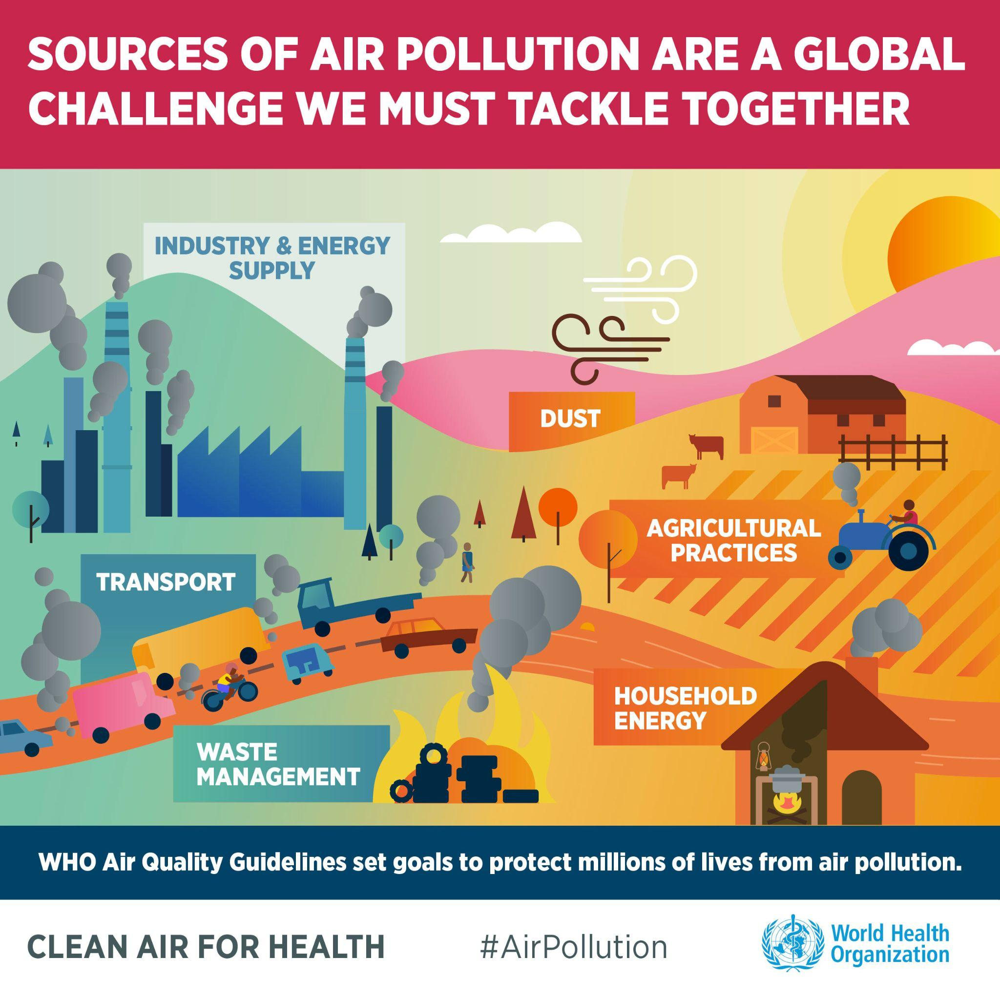 SOURCES OF AIR POLLUTION ARE A GLOBAL
CHALLENGE WE MUST TACKLE TOGETHER
INDUSTRY & ENERGY
SUPPLY
DUST
AGRICULTURAL
PRACTICES
TRANSPORT
HOUSEHOLD
ENERGY
WASTE
MANAGEMENT
WHO Air Quality Guidelines set goals to protect millions of lives from air pollution.
CLEAN AIR FOR HEALTH
#AirPollution
World Health
Organization